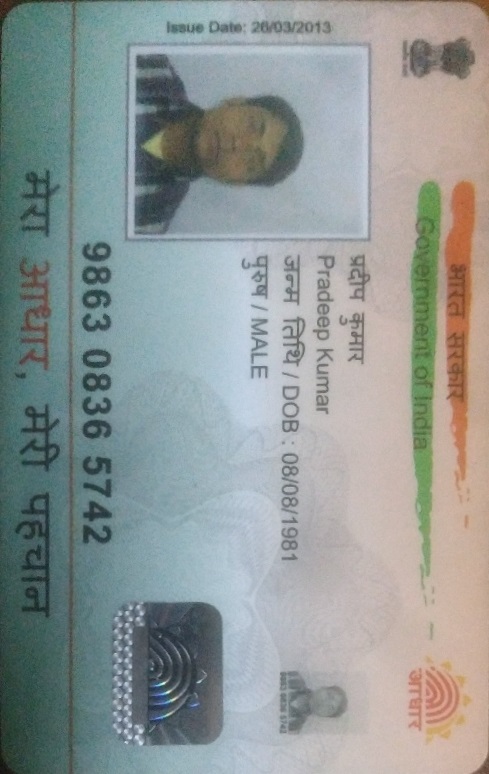 भारत सरकार
Government of India
आधार
प्रदीप कुमार
Pradeep Kumar
जन्म तिथि / DOB : 08/08/1981
पुरुष / MALE
Issue Date: 26/03/2013
9863 0836 5742
9863 0836 5742
मेरा आधार, मेरी पहचान